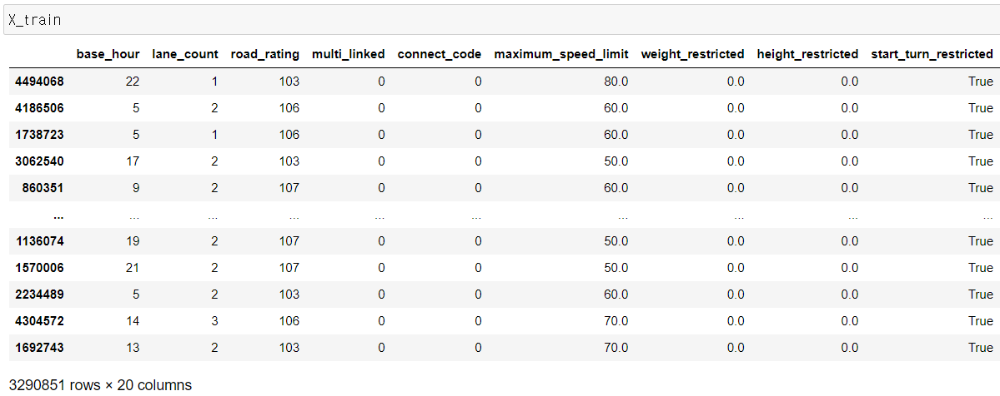 X_train
base_hour lane_count road_rating multi_linked connect_code maximum_speed_limit weight_restricted height_restricted start_turn_restricted
4494068 22 1 103 0 0 80.0 0.0 0.0 True
4186506 5 2 106 0 0 60.0 0.0 0.0 True
1738723 5 1 106 0 0 60.0 0.0 0.0 True
3062540 17 2 103 0 0 50.0 0.0 0.0 True
860351 9 2 107 0 0 60.0 0.0 0.0 True
... ... ... ... ... ... ... ... ... ...
1136074 19 2 107 0 0 50.0 0.0 0.0 True
1570006 21 2 107 0 0 50.0 0.0 0.0 True
2234489 5 2 103 0 0 60.0 0.0 0.0 True
4304572 14 3 106 0 0 70.0 0.0 0.0 True
1692743 13 2 103 0 0 70.0 0.0 0.0 True
3290851 rows × 20 columns